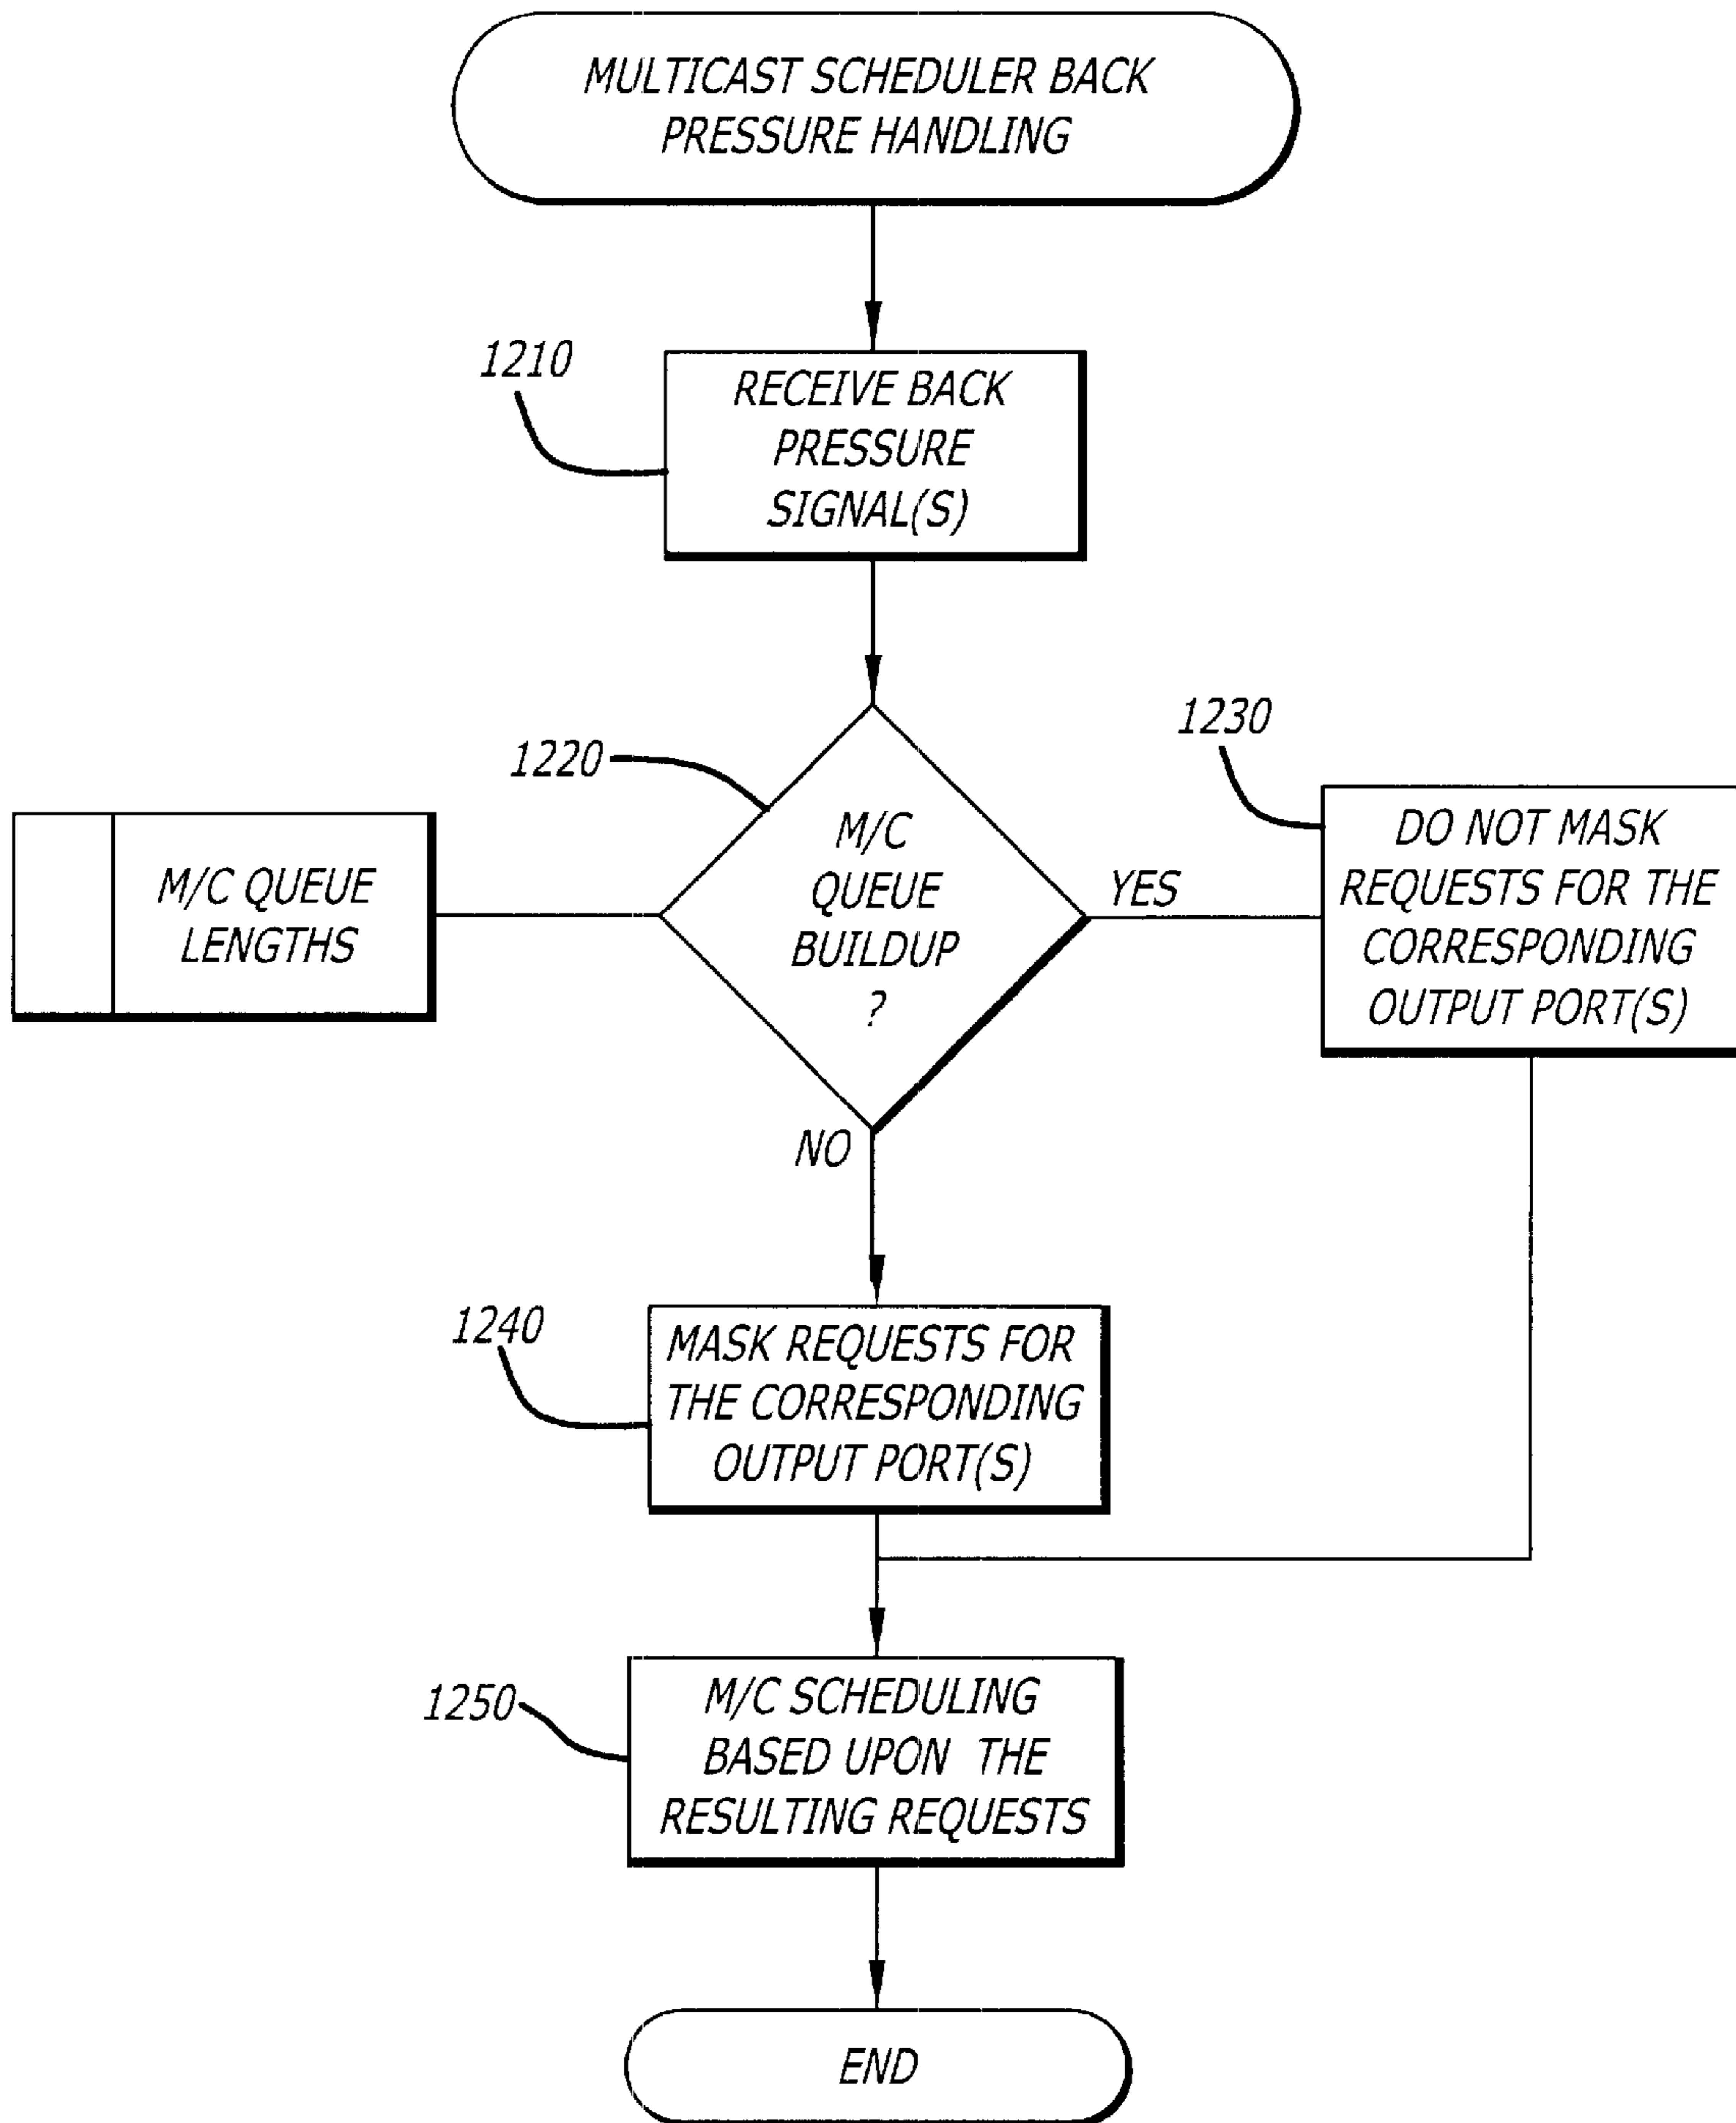 MULTICAST SCHEDULER BACK
PRESSURE HANDLING
1210
RECEIVE BACK
PRESSURE
SIGNAL(S)
1220
M/C
QUEUE
BUILDUP
?
M/C QUEUE
LENGTHS
YES
1230
DO NOT MASK
REQUESTS FOR THE
CORRESPONDING
OUTPUT PORT(S)
NO
1240
MASK REQUESTS FOR
THE CORRESPONDING
OUTPUT PORT(S)
1250
M/C SCHEDULING
BASED UPON THE
RESULTING REQUESTS
END